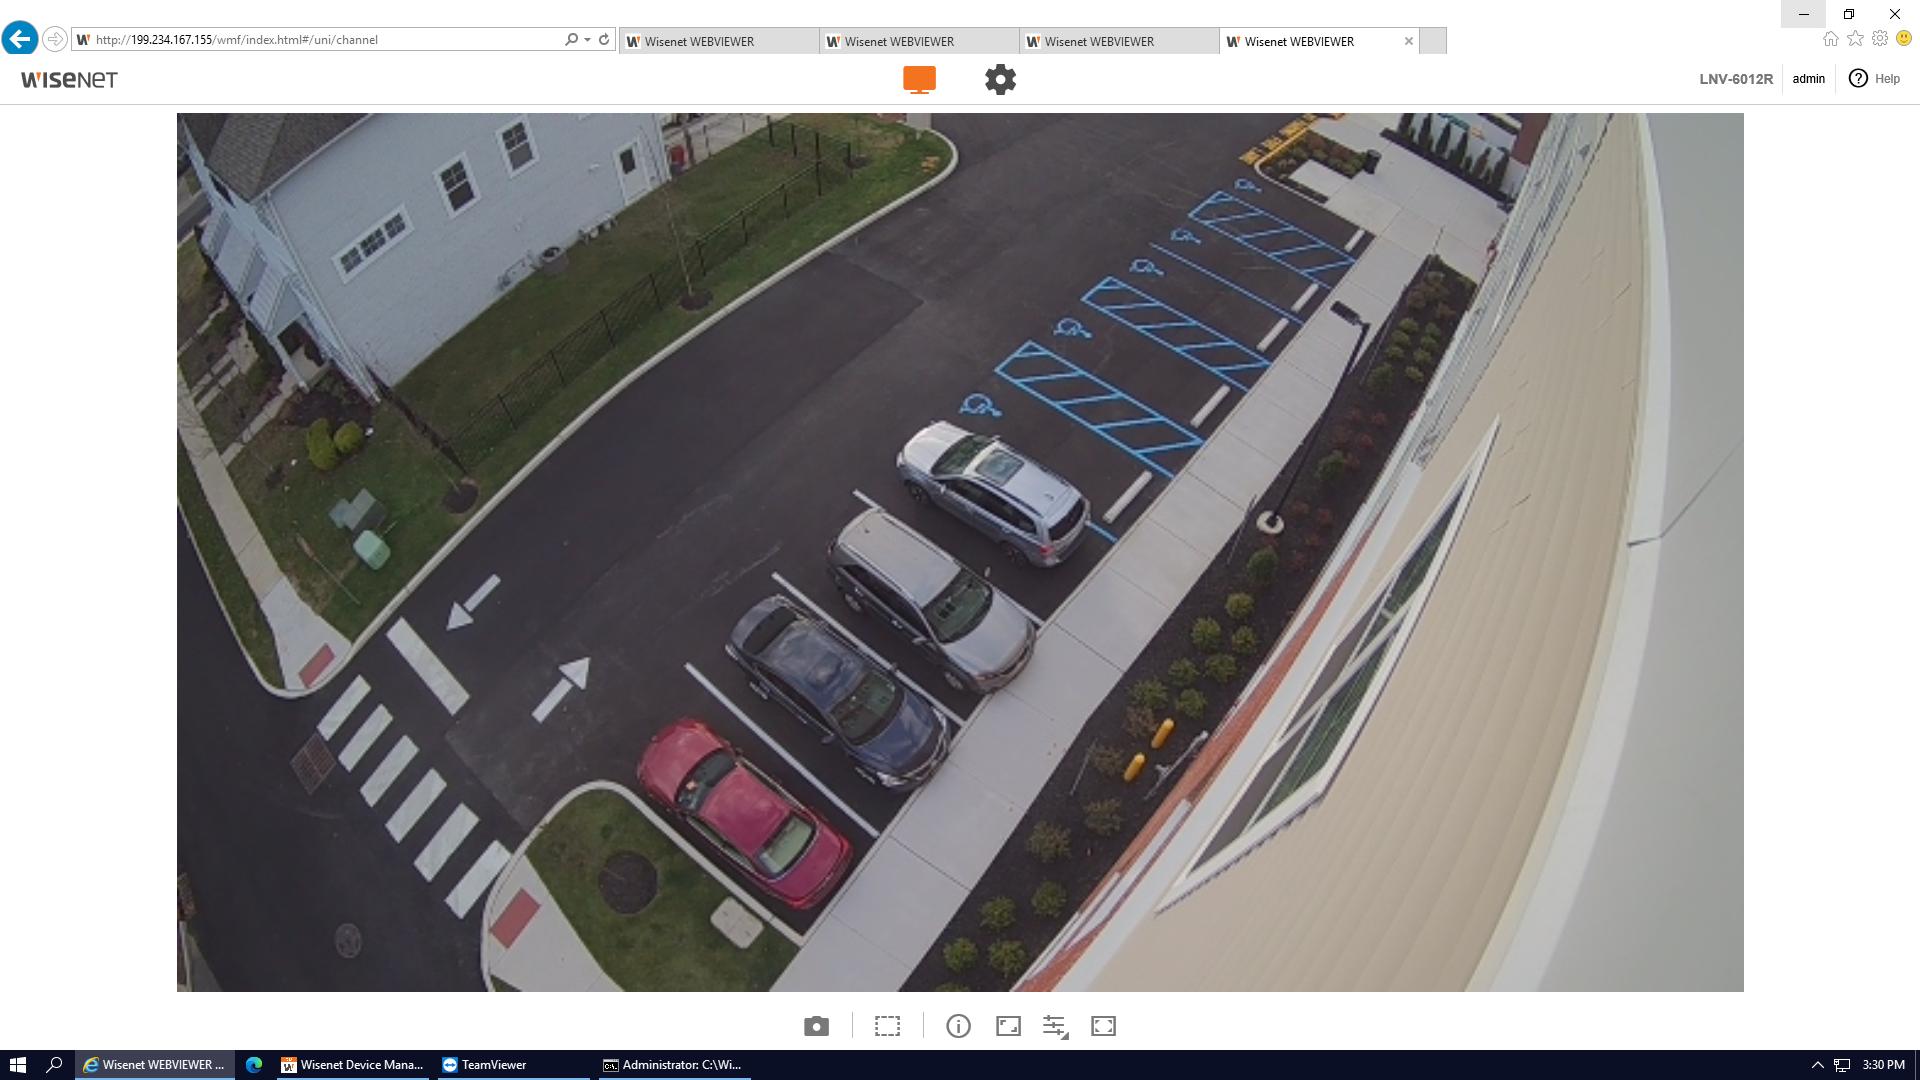 http://199.234.167.155/wmf/index.html#/uni/channel
Wisenet WEBVIEWER
Wisenet WEBVIEWER
Wisenet WEBVIEWER
Wisenet WEBVIEWER
WISENET
LNV-6012R
admin
? Help
Wisenet WEBVIEWER ...
Wisenet Device Mana...
TeamViewer
Administrator: C:\Wi...
3:30 PM